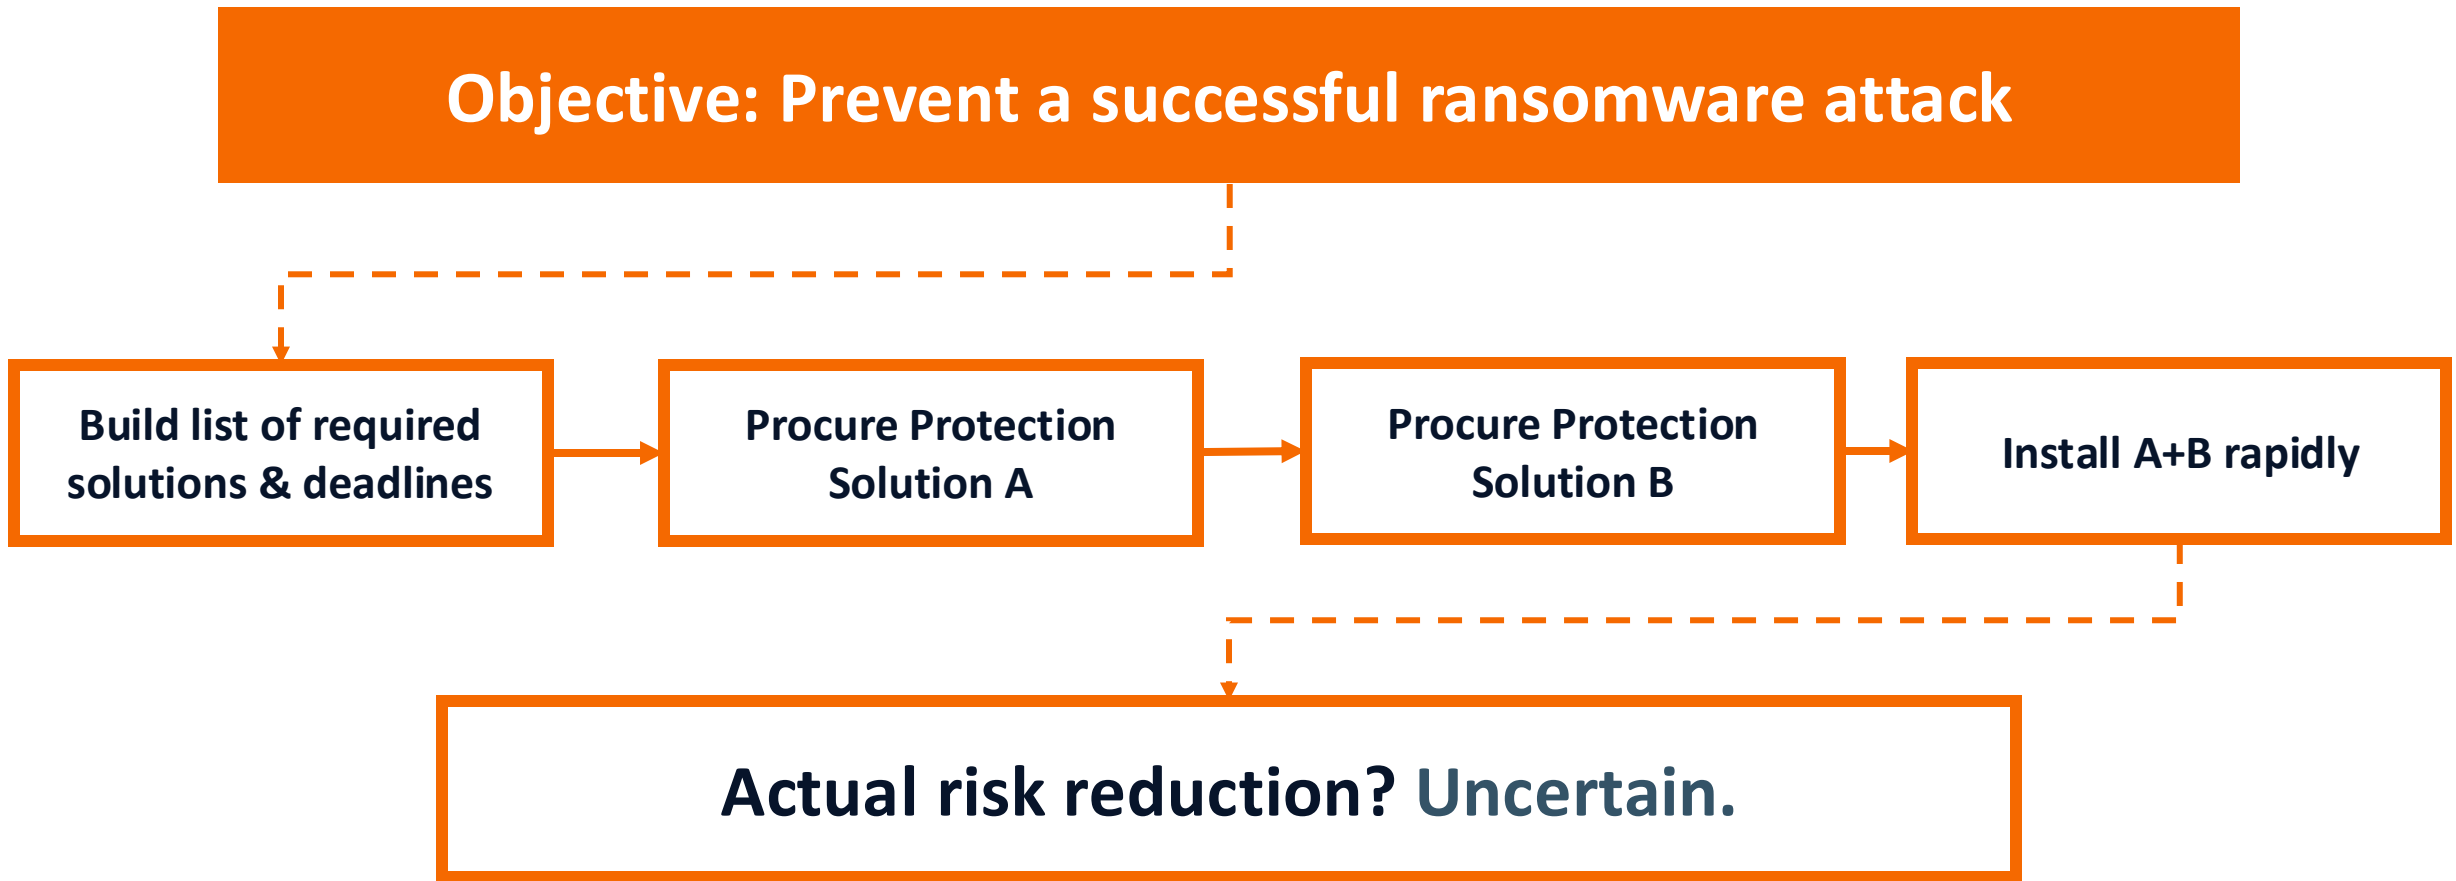 Objective: Prevent a successful ransomware attack
Build list of required
solutions & deadlines
Procure Protection
Solution A
Procure Protection
Solution B
Install A+B rapidly
Actual risk reduction? Uncertain.